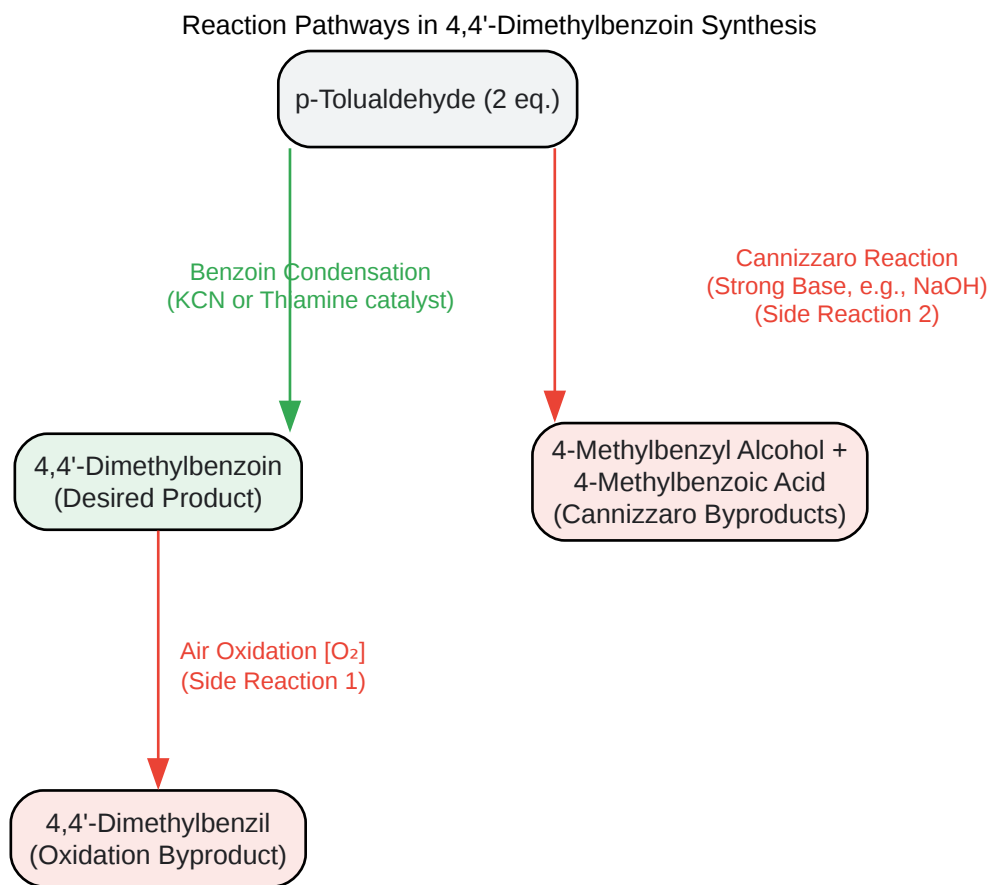 Reaction Pathways in 4,4'-Dimethylbenzoin Synthesis
p-Tolualdehyde (2 eq.)
Benzoin Condensation
(KCN or Thiamine catalyst)
Cannizzaro Reaction
(Strong Base, e.g., NaOH)
(Side Reaction 2)
4,4'-Dimethylbenzoin
(Desired Product)
4-Methylbenzyl Alcohol +
4-Methylbenzoic Acid
(Cannizzaro Byproducts)
Air Oxidation [O₂]
(Side Reaction 1)
4,4'-Dimethylbenzil
(Oxidation Byproduct)